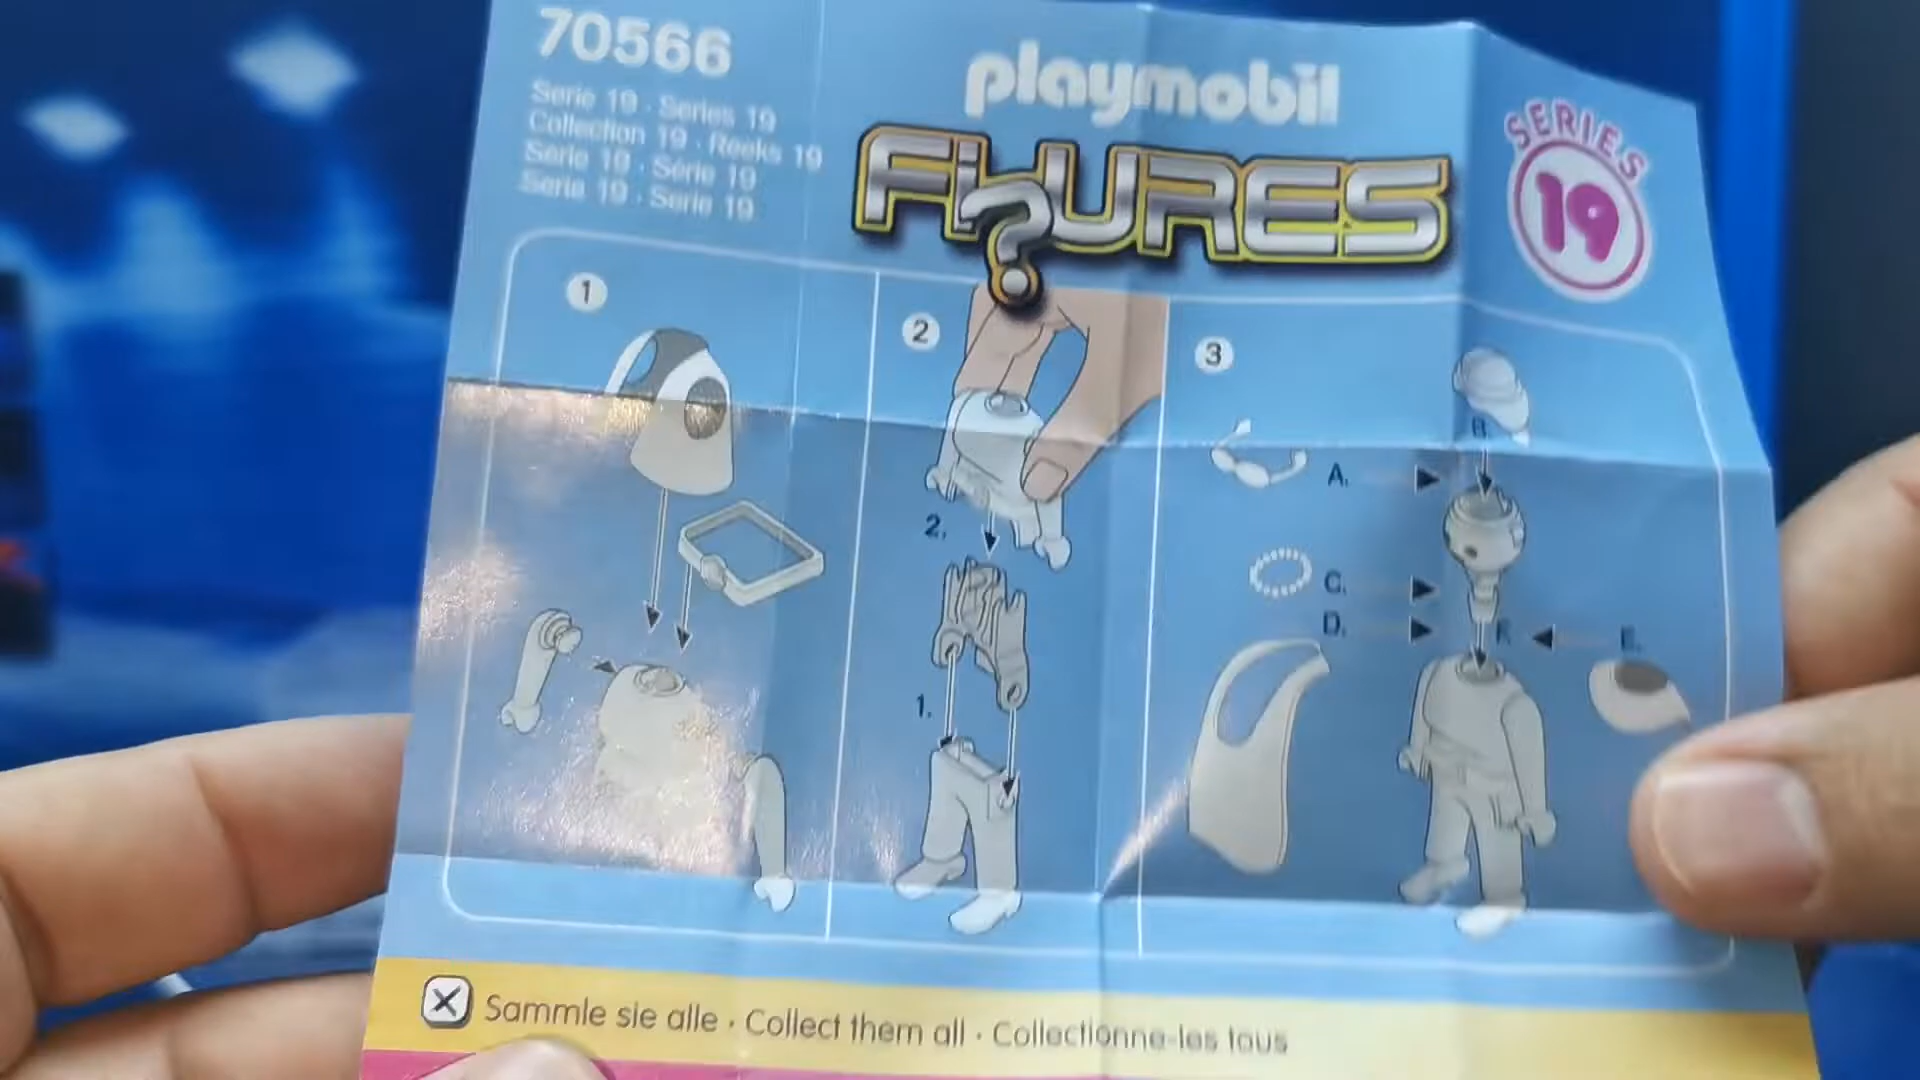 70566
Serie 19 · Series 19
Collection 19 · Reeks 19
Serie 19 · Série 19
Serie 19 · Serie 19
playmobil
FI?URES
SERIES
19
1
2
3
B.
A.
2.
C.
D.
F.
E.
1.
Sammle sie alle · Collect them all · Collectionne-les tous